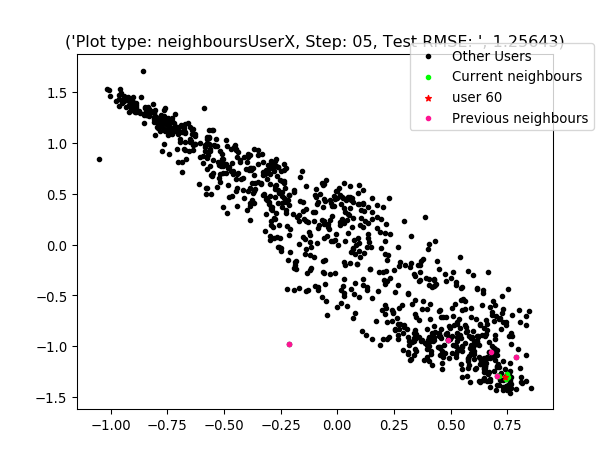 ('Plot type: neighboursUserX, Step: 05, Test RMSE: ', 1.25643)
Other Users
Current neighbours
user 60
Previous neighbours
1.5
1.0
0.5
0.0
−0.5
−1.0
−1.5
−1.00 −0.75 −0.50 −0.25 0.00 0.25 0.50 0.75